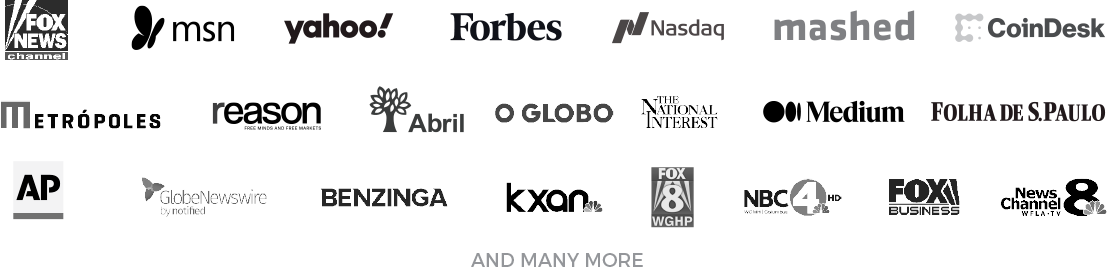 FOX NEWS channel
msn
yahoo!
Forbes
Nasdaq
mashed
CoinDesk
METRÓPOLES
reason
FREE MINDS AND FREE MARKETS
Abril
O GLOBO
THE NATIONAL INTEREST
Medium
FOLHA DE S.PAULO
AP
GlobeNewswire
by notified
BENZINGA
kxan
FOX 8 WGHP
NBC 4 HD
WCMH | Columbus
FOX BUSINESS
News Channel 8
WFLA-TV
AND MANY MORE